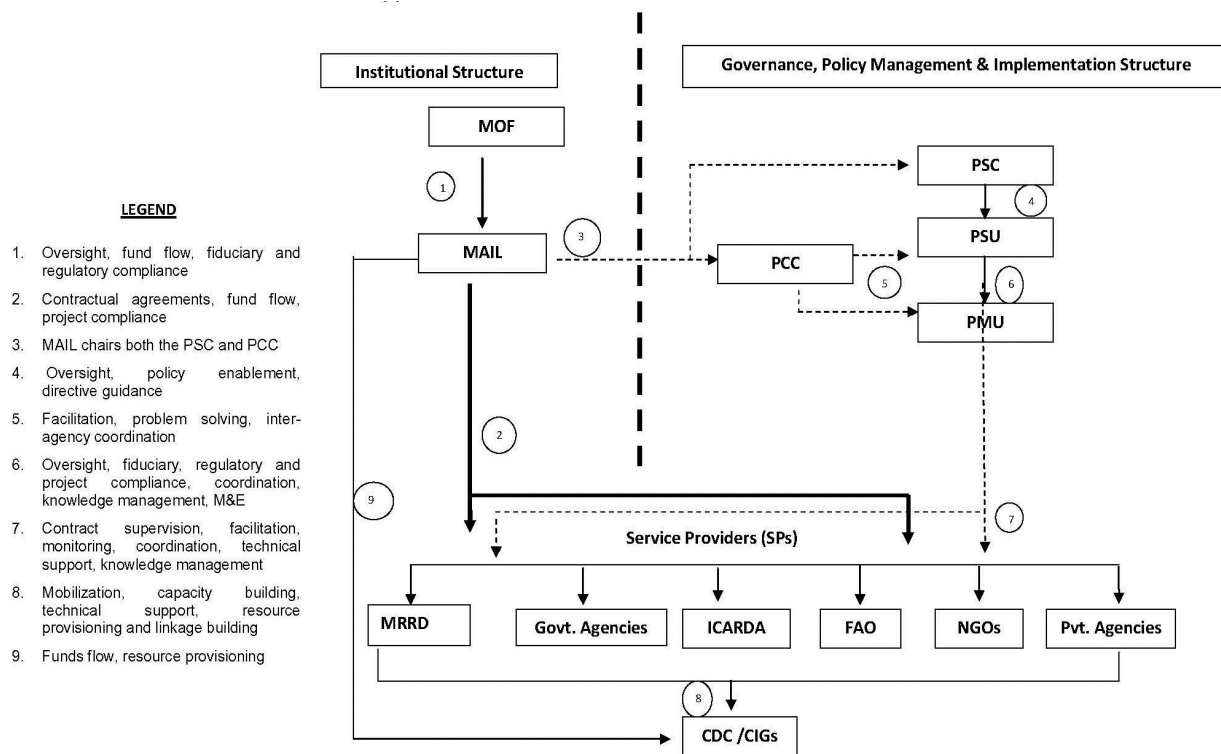 Institutional Structure
Governance, Policy Management & Implementation Structure
MOF
PSC
1
4
LEGEND
PSU
3
MAIL
PCC
5
6
PMU
1. Oversight, fund flow, fiduciary and
regulatory compliance
2. Contractual agreements, fund flow,
project compliance
3. MAIL chairs both the PSC and PCC
4. Oversight, policy enablement,
directive guidance
5. Facilitation, problem solving, inter-
agency coordination
6. Oversight, fiduciary, regulatory and
project compliance, coordination,
knowledge management, M&E
7. Contract supervision, facilitation,
monitoring, coordination, technical
support, knowledge management
8. Mobilization, capacity building,
technical support, resource
provisioning and linkage building
9. Funds flow, resource provisioning
2
9
7
Service Providers (SPs)
MRRD
Govt. Agencies
ICARDA
FAO
NGOs
Pvt. Agencies
8
CDC /CIGs